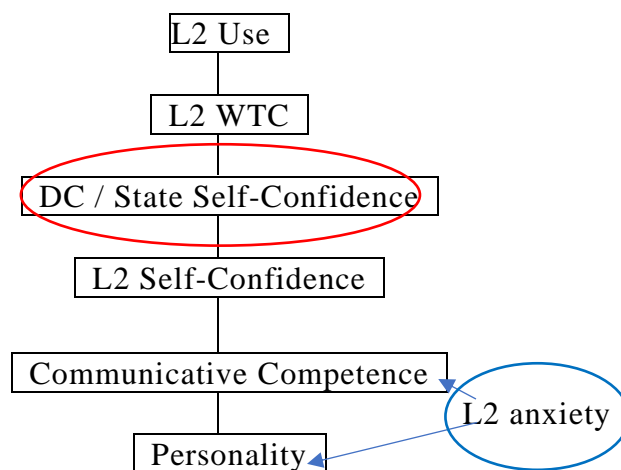 L2 Use
L2 WTC
DC / State Self-Confidence
L2 Self-Confidence
Communicative Competence
L2 anxiety
Personality